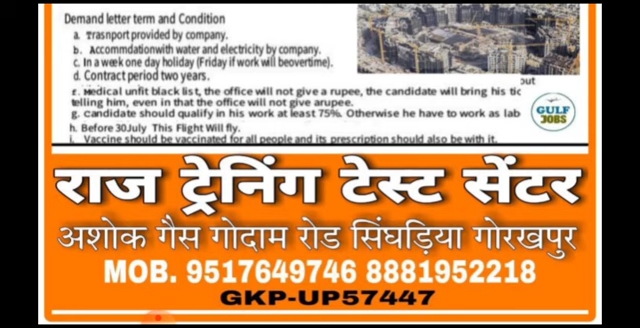 Demand letter term and Condition
a. Trasnport provided by company.
b. Accommdationwith water and electricity by company.
c. In a week one day holiday (Friday if work will beovertime).
d. Contract period two years.
out
f. Medical unfit black list, the office will not give a rupee, the candidate will bring his tic
telling him, even in that the office will not give arupee.
g. candidate should qualify in his work at least 75%. Otherwise he have to work as lab
GULF
JOBS
h. Before 30July This Flight Will fly.
i. Vaccine should be vaccinated for all people and its prescription should also be with it.
राज ट्रेनिंग टेस्ट सेंटर
अशोक गैस गोदाम रोड सिंघड़िया गोरखपुर
MOB. 9517649746 8881952218
GKP-UP57447